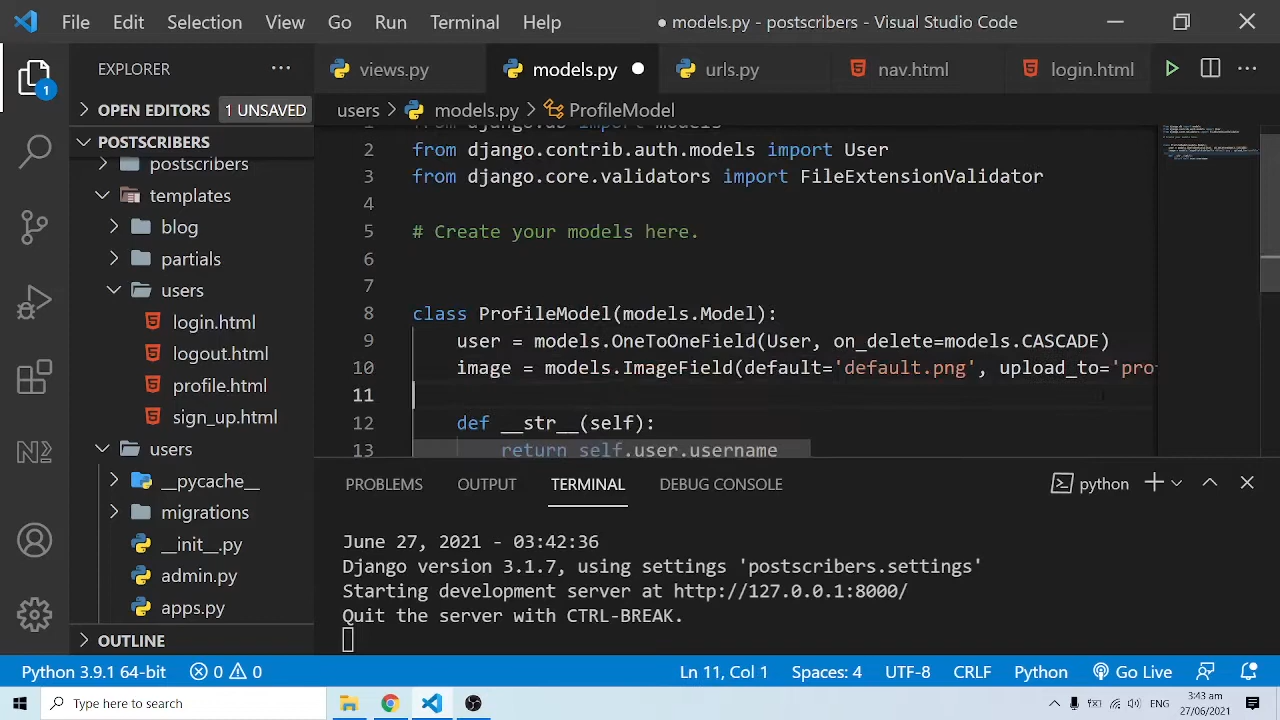 File Edit Selection View Go Run Terminal Help ● models.py - postscribers - Visual Studio Code
EXPLORER ··· views.py models.py ● urls.py nav.html login.html ···
1
OPEN EDITORS 1 UNSAVED
users > models.py > ProfileModel
POSTSCRIBERS
postscribers
templates
blog
partials
users
login.html
logout.html
profile.html
sign_up.html
users
__pycache__
migrations
__init__.py
admin.py
apps.py
OUTLINE
1 from django.db import models
2 from django.contrib.auth.models import User
3 from django.core.validators import FileExtensionValidator
4
5 # Create your models here.
6
7
8 class ProfileModel(models.Model):
9 user = models.OneToOneField(User, on_delete=models.CASCADE)
10 image = models.ImageField(default='default.png', upload_to='pro
11
12 def __str__(self):
13 return self.user.username
PROBLEMS OUTPUT TERMINAL DEBUG CONSOLE python
June 27, 2021 - 03:42:36
Django version 3.1.7, using settings 'postscribers.settings'
Starting development server at http://127.0.0.1:8000/
Quit the server with CTRL-BREAK.
Python 3.9.1 64-bit 0 0 Ln 11, Col 1 Spaces: 4 UTF-8 CRLF Python Go Live
Type here to search ENG 3:43 am
27/06/2021